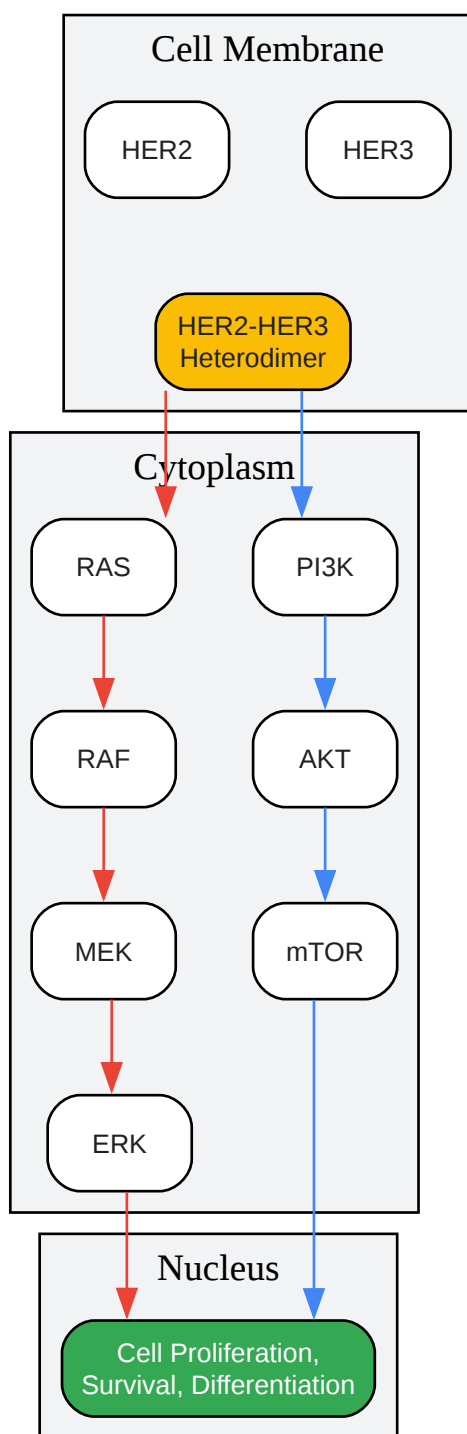 Cell Membrane
HER2
HER3
HER2-HER3
Heterodimer
Cytoplasm
RAS
PI3K
RAF
AKT
MEK
mTOR
ERK
Nucleus
Cell Proliferation,
Survival, Differentiation